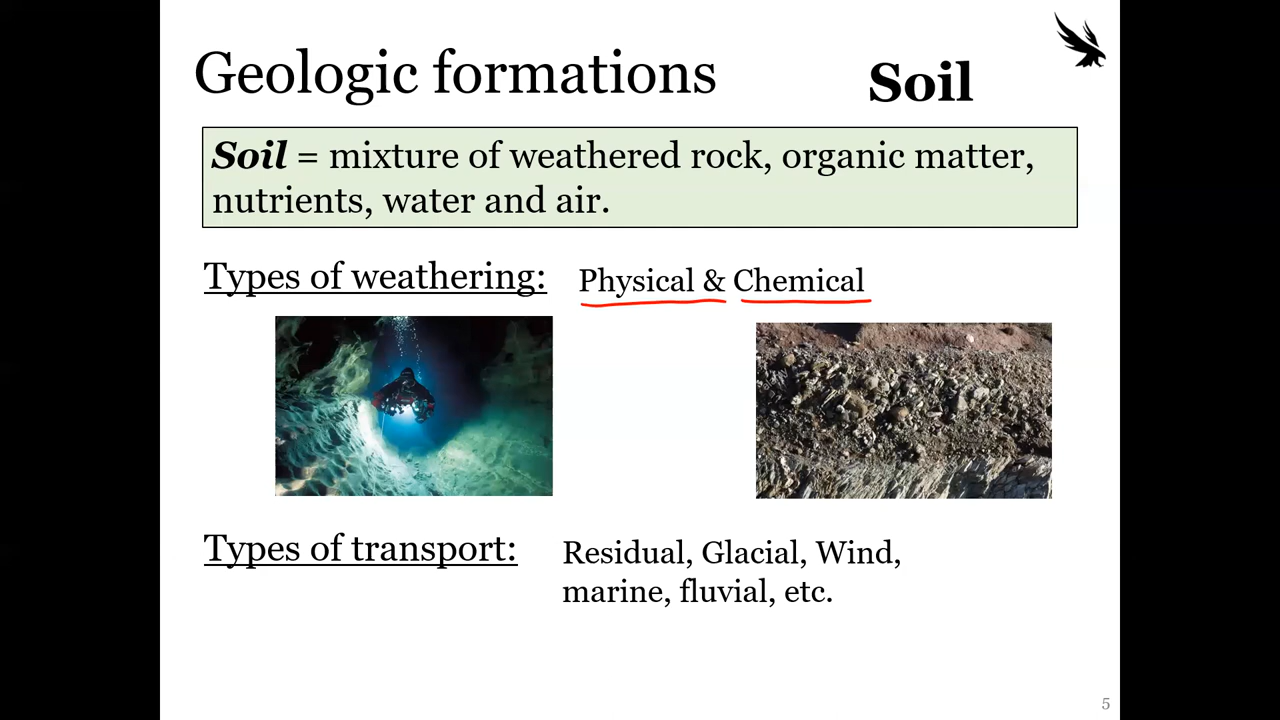 Geologic formations
Soil
Soil = mixture of weathered rock, organic matter,
nutrients, water and air.
Types of weathering:
Physical & Chemical
Types of transport:
Residual, Glacial, Wind,
marine, fluvial, etc.
5